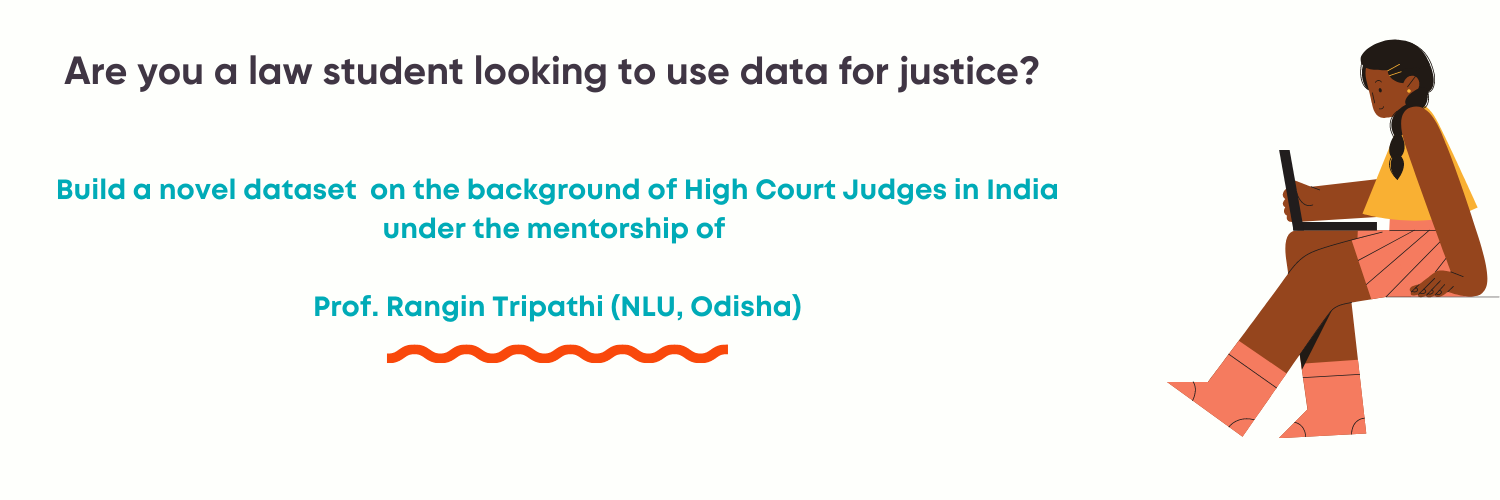 Are you a law student looking to use data for justice?
Build a novel dataset on the background of High Court Judges in India
under the mentorship of
Prof. Rangin Tripathi (NLU, Odisha)